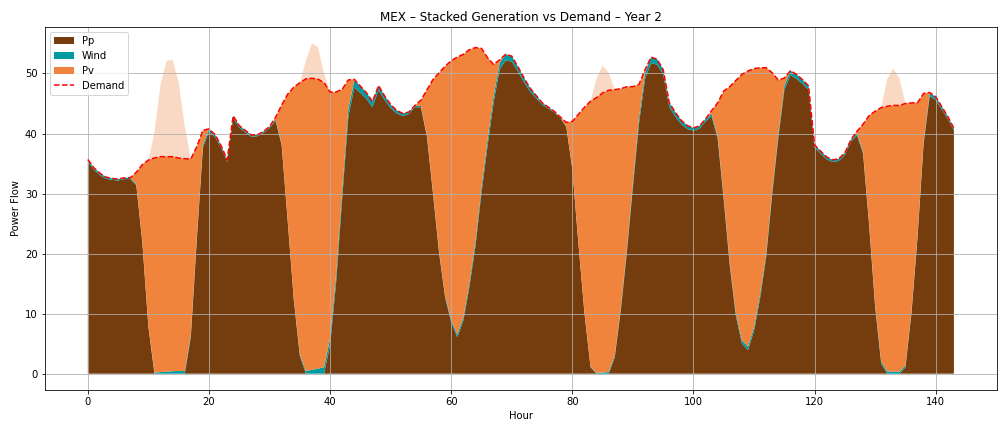 MEX – Stacked Generation vs Demand – Year 2
Pp
Wind
Pv
Demand
Power Flow
50
40
30
20
10
0
0 20 40 60 80 100 120 140
Hour